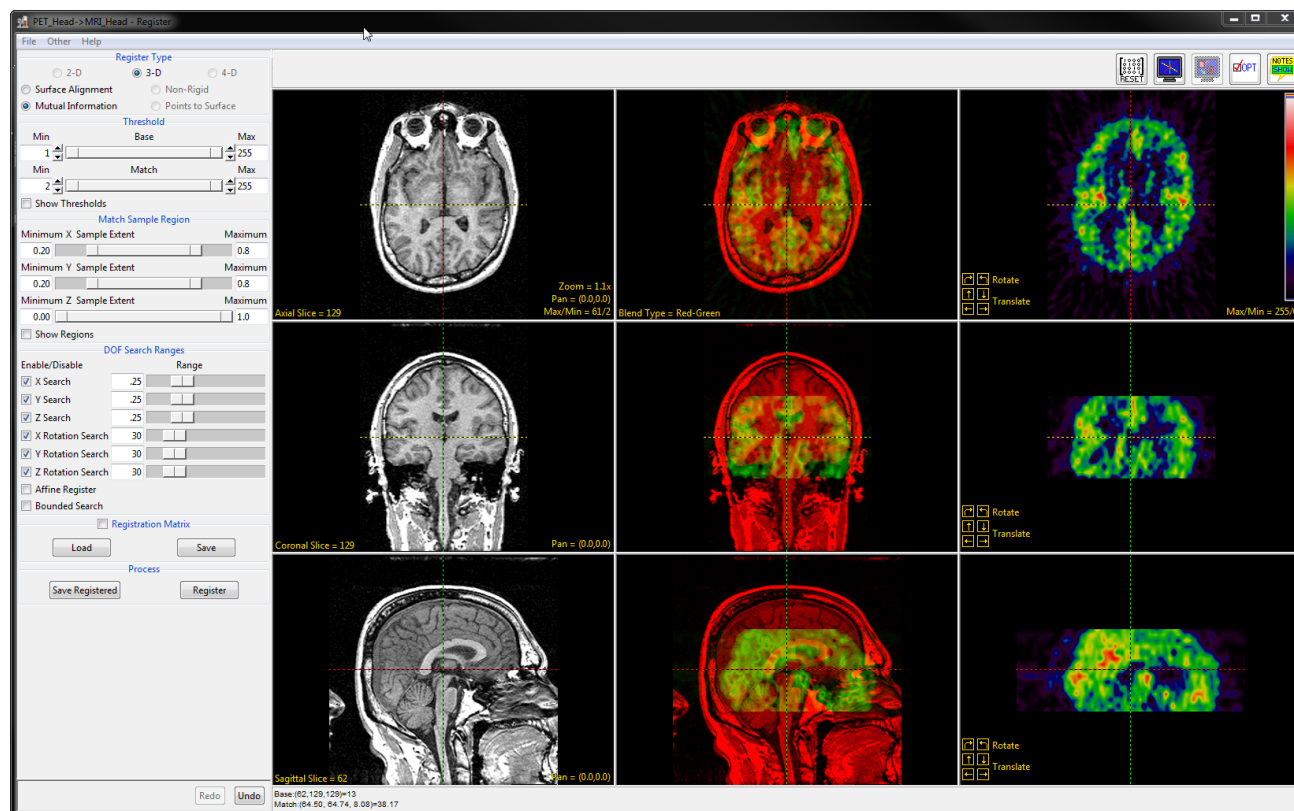 PET_Head->MRI_Head - Register
File Other Help
Register Type
2-D 3-D 4-D
Surface Alignment Non-Rigid
Mutual Information Points to Surface
Threshold
Min Base Max
1 255
Min Match Max
2 255
Show Thresholds
Match Sample Region
Minimum X Sample Extent Maximum
0.20 0.8
Minimum Y Sample Extent Maximum
0.20 0.8
Minimum Z Sample Extent Maximum
0.00 1.0
Show Regions
DOF Search Ranges
Enable/Disable Range
X Search .25
Y Search .25
Z Search .25
X Rotation Search 30
Y Rotation Search 30
Z Rotation Search 30
Affine Register
Bounded Search
Registration Matrix
Load Save
Process
Save Registered Register
Redo Undo
RESET
OPT
NOTES
SHOW
Zoom = 1.1x
Pan = (0.0,0.0)
Axial Slice = 129 Max/Min = 61/2
Blend Type = Red-Green
Rotate
Translate
Max/Min = 255/
Coronal Slice = 129 Pan = (0.0,0.0)
Rotate
Translate
Sagittal Slice = 62 Pan = (0.0,0.0)
Rotate
Translate
Base:(62,129,129)=13
Match:(64.50, 64.74, 8.08)=38.17